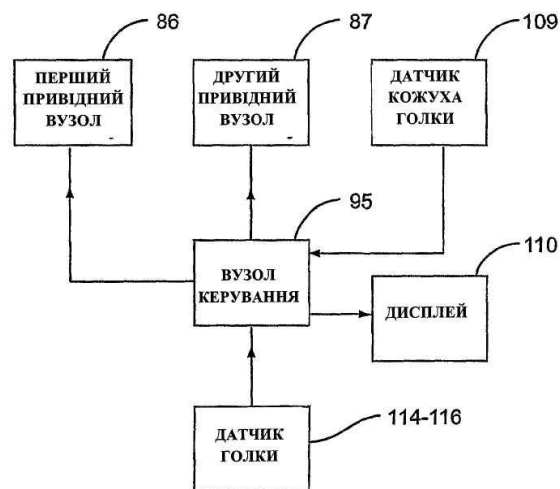 86
87
109
ПЕРШИЙ
ПРИВІДНИЙ
ВУЗОЛ
ДРУГИЙ
ПРИВІДНИЙ
ВУЗОЛ
ДАТЧИК
КОЖУХА
ГОЛКИ
95
110
ВУЗОЛ
КЕРУВАННЯ
ДИСПЛЕЙ
114-116
ДАТЧИК
ГОЛКИ